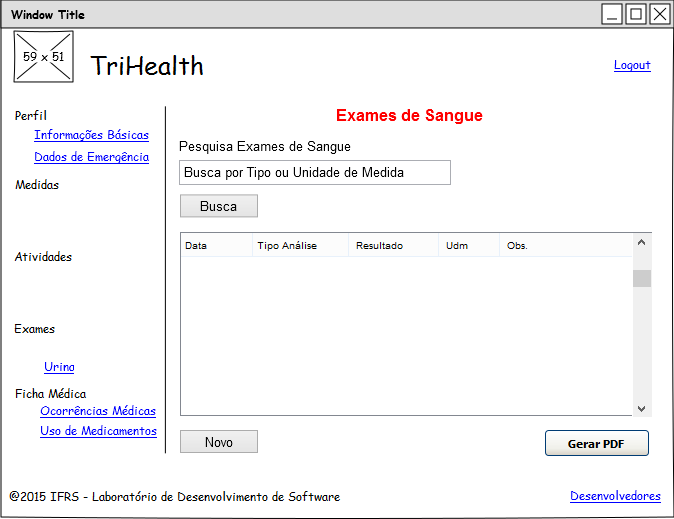 Window Title
59 x 51
TriHealth
Logout
Perfil
Informações Básicas
Dados de Emergência
Medidas
Atividades
Exames
Urina
Ficha Médica
Ocorrências Médicas
Uso de Medicamentos
Exames de Sangue
Pesquisa Exames de Sangue
Busca por Tipo ou Unidade de Medida
Busca
Data Tipo Análise Resultado Udm Obs.
Novo
Gerar PDF
©2015 IFRS - Laboratório de Desenvolvimento de Software
Desenvolvedores